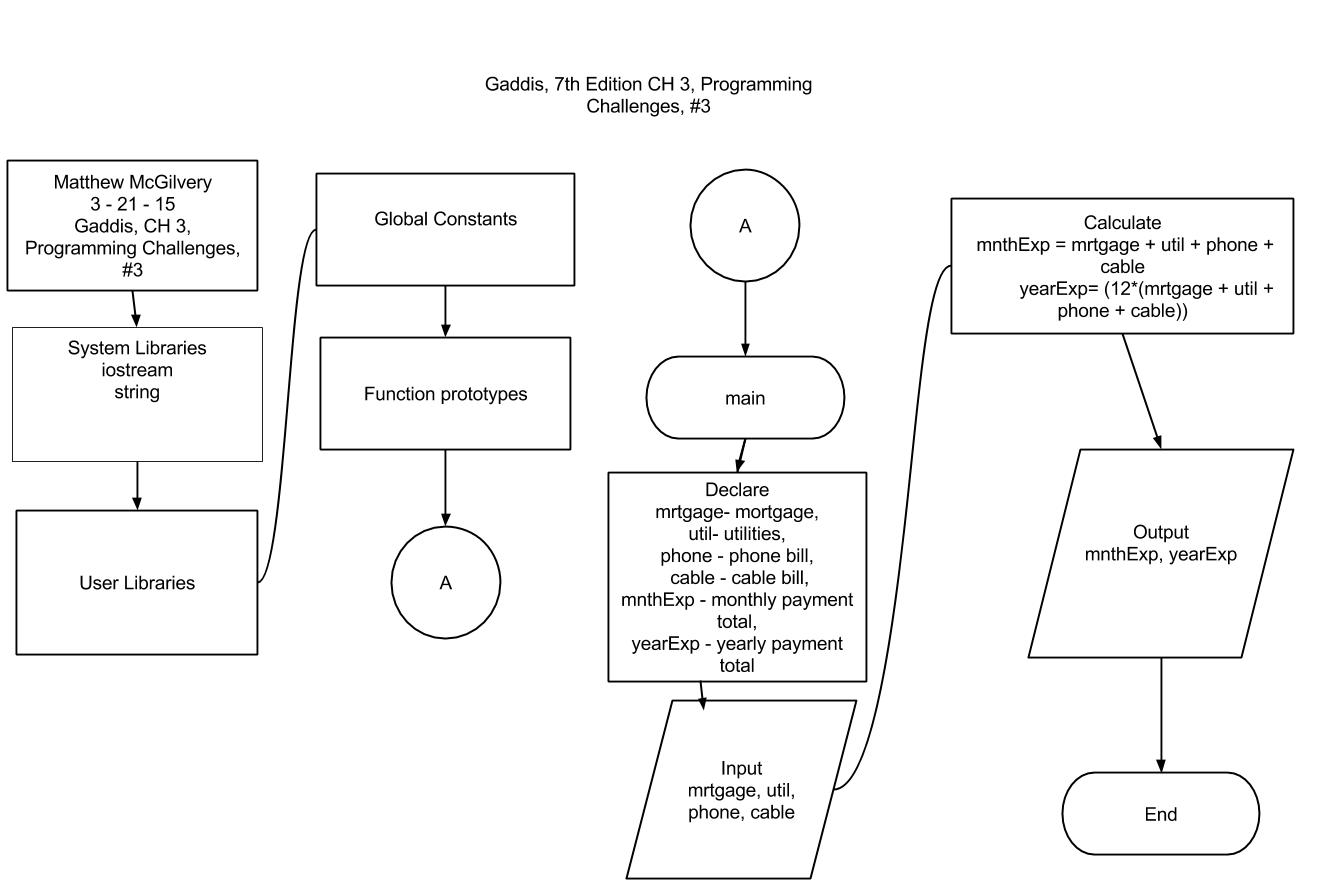 Gaddis, 7th Edition CH 3, Programming
Challenges, #3
Matthew McGilvery
3 - 21 - 15
Gaddis, CH 3,
Programming Challenges,
#3
System Libraries
iostream
string
User Libraries
Global Constants
Function prototypes
A
A
main
Declare
mrtgage- mortgage,
util- utilities,
phone - phone bill,
cable - cable bill,
mnthExp - monthly payment
total,
yearExp - yearly payment
total
Input
mrtgage, util,
phone, cable
Calculate
mnthExp = mrtgage + util + phone +
cable
yearExp= (12*(mrtgage + util +
phone + cable))
Output
mnthExp, yearExp
End